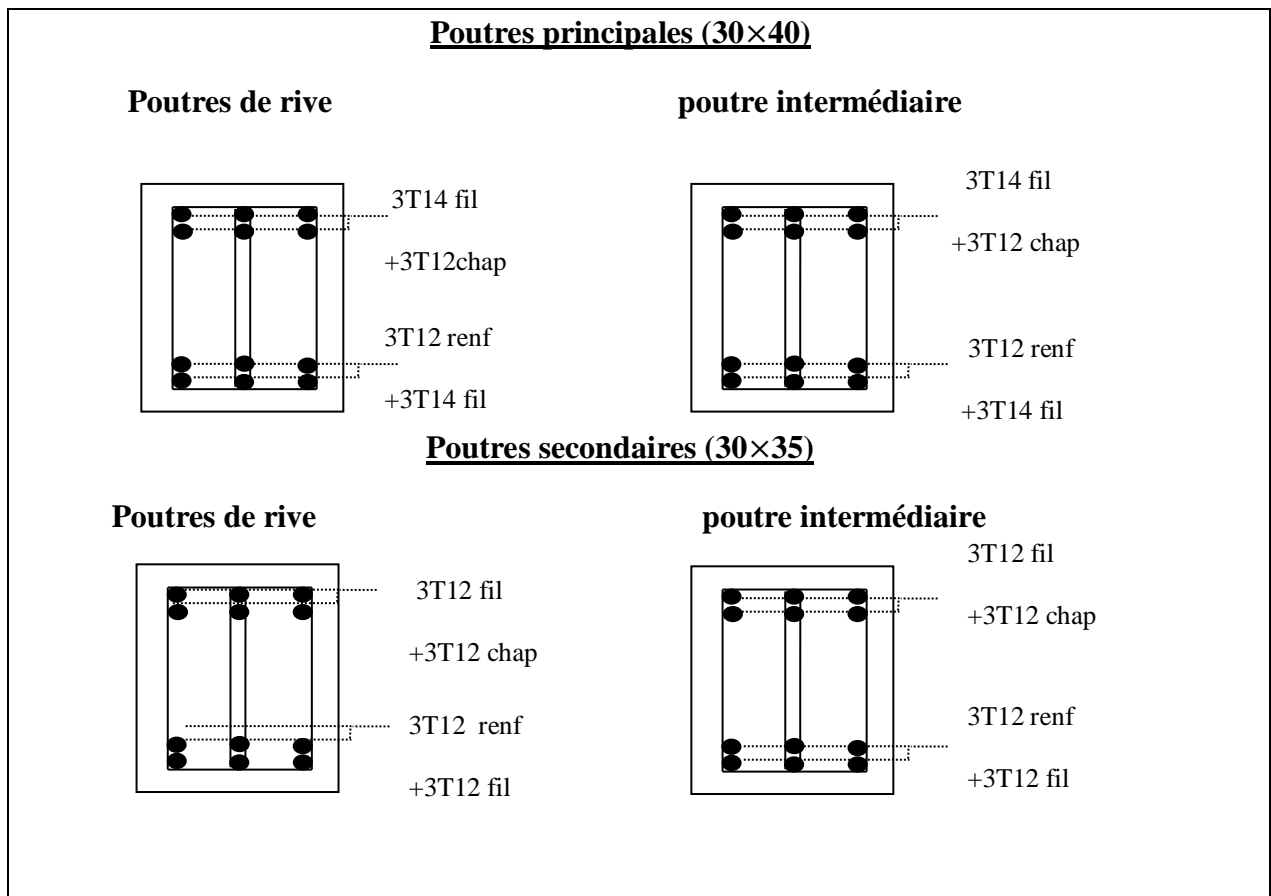 Poutres principales (30×40)
Poutres de rive
poutre intermédiaire
3T14 fil
+3T12chap
3T12 renf
+3T14 fil
3T14 fil
+3T12 chap
3T12 renf
+3T14 fil
Poutres secondaires (30×35)
Poutres de rive
poutre intermédiaire
3T12 fil
+3T12 chap
3T12 renf
+3T12 fil
3T12 fil
+3T12 chap
3T12 renf
+3T12 fil